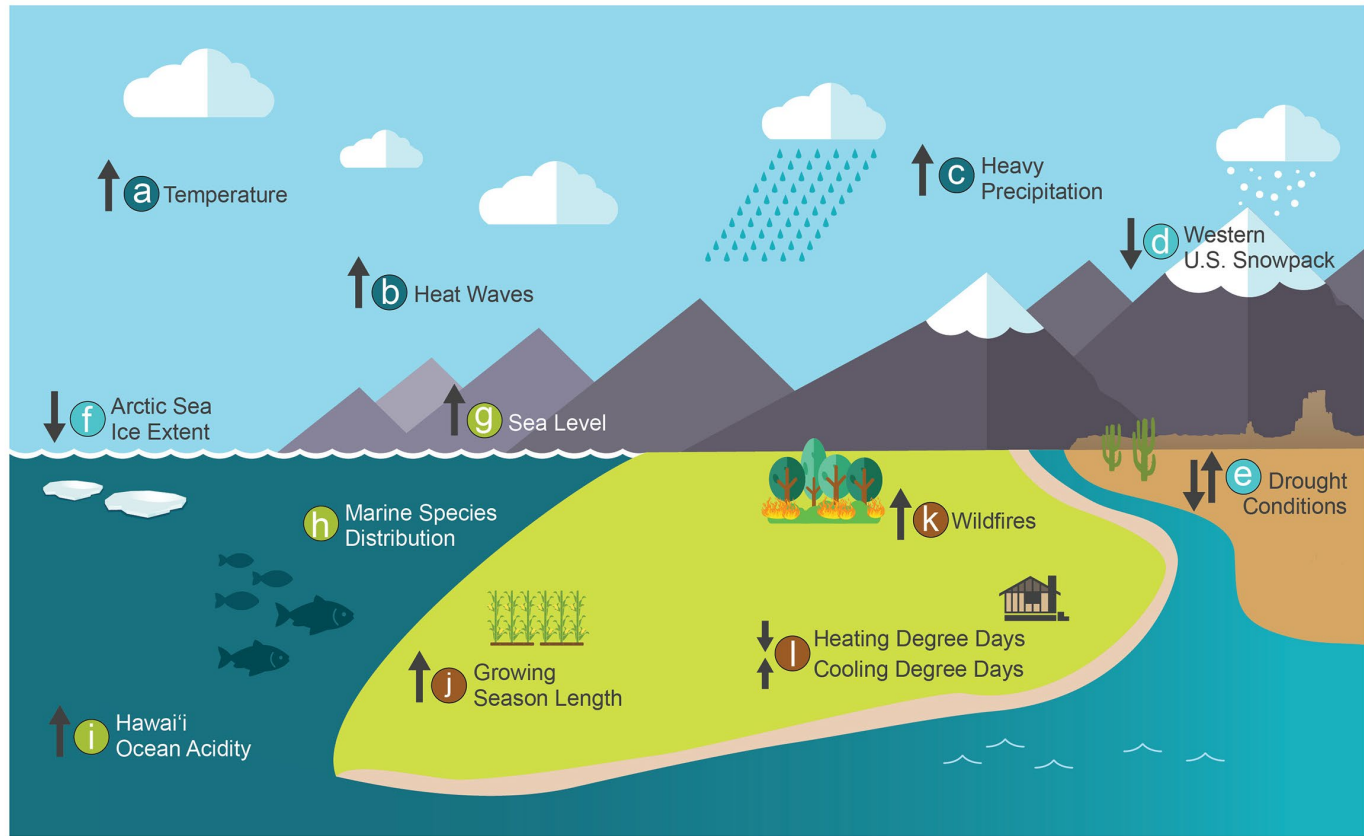 a Temperature
b Heat Waves
c Heavy
Precipitation
d Western
U.S. Snowpack
f Arctic Sea
Ice Extent
g Sea Level
e Drought
Conditions
h Marine Species
Distribution
k Wildfires
j Growing
Season Length
l Heating Degree Days
Cooling Degree Days
i Hawai‘i
Ocean Acidity